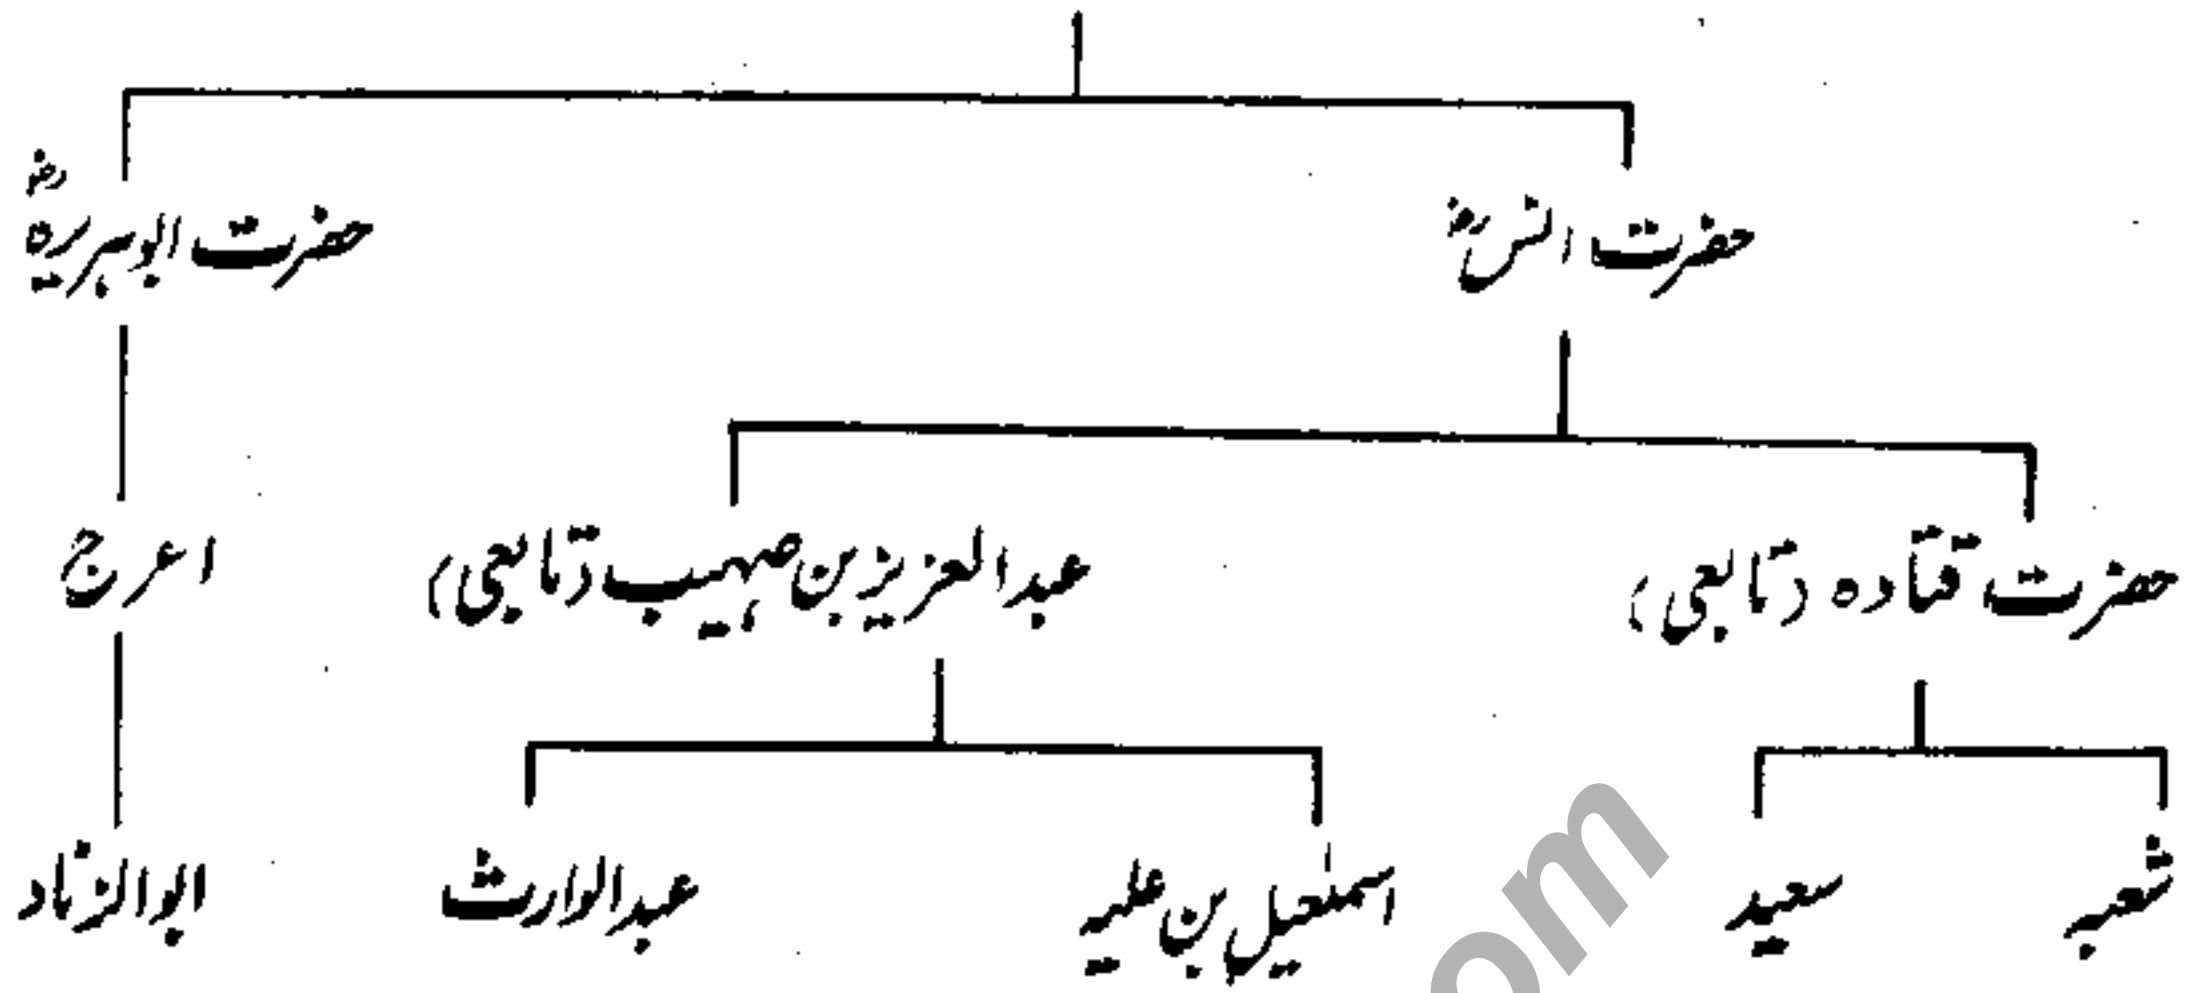 حضرت انسؓ حضرت ابوہریرہؓ
حضرت قتادہ (تابعی) عبدالعزیز بن صہیب (تابعی) اعرج
شعبہ سعید اسمٰعیل بن علیہ عبدالوارث ابوالزناد
om